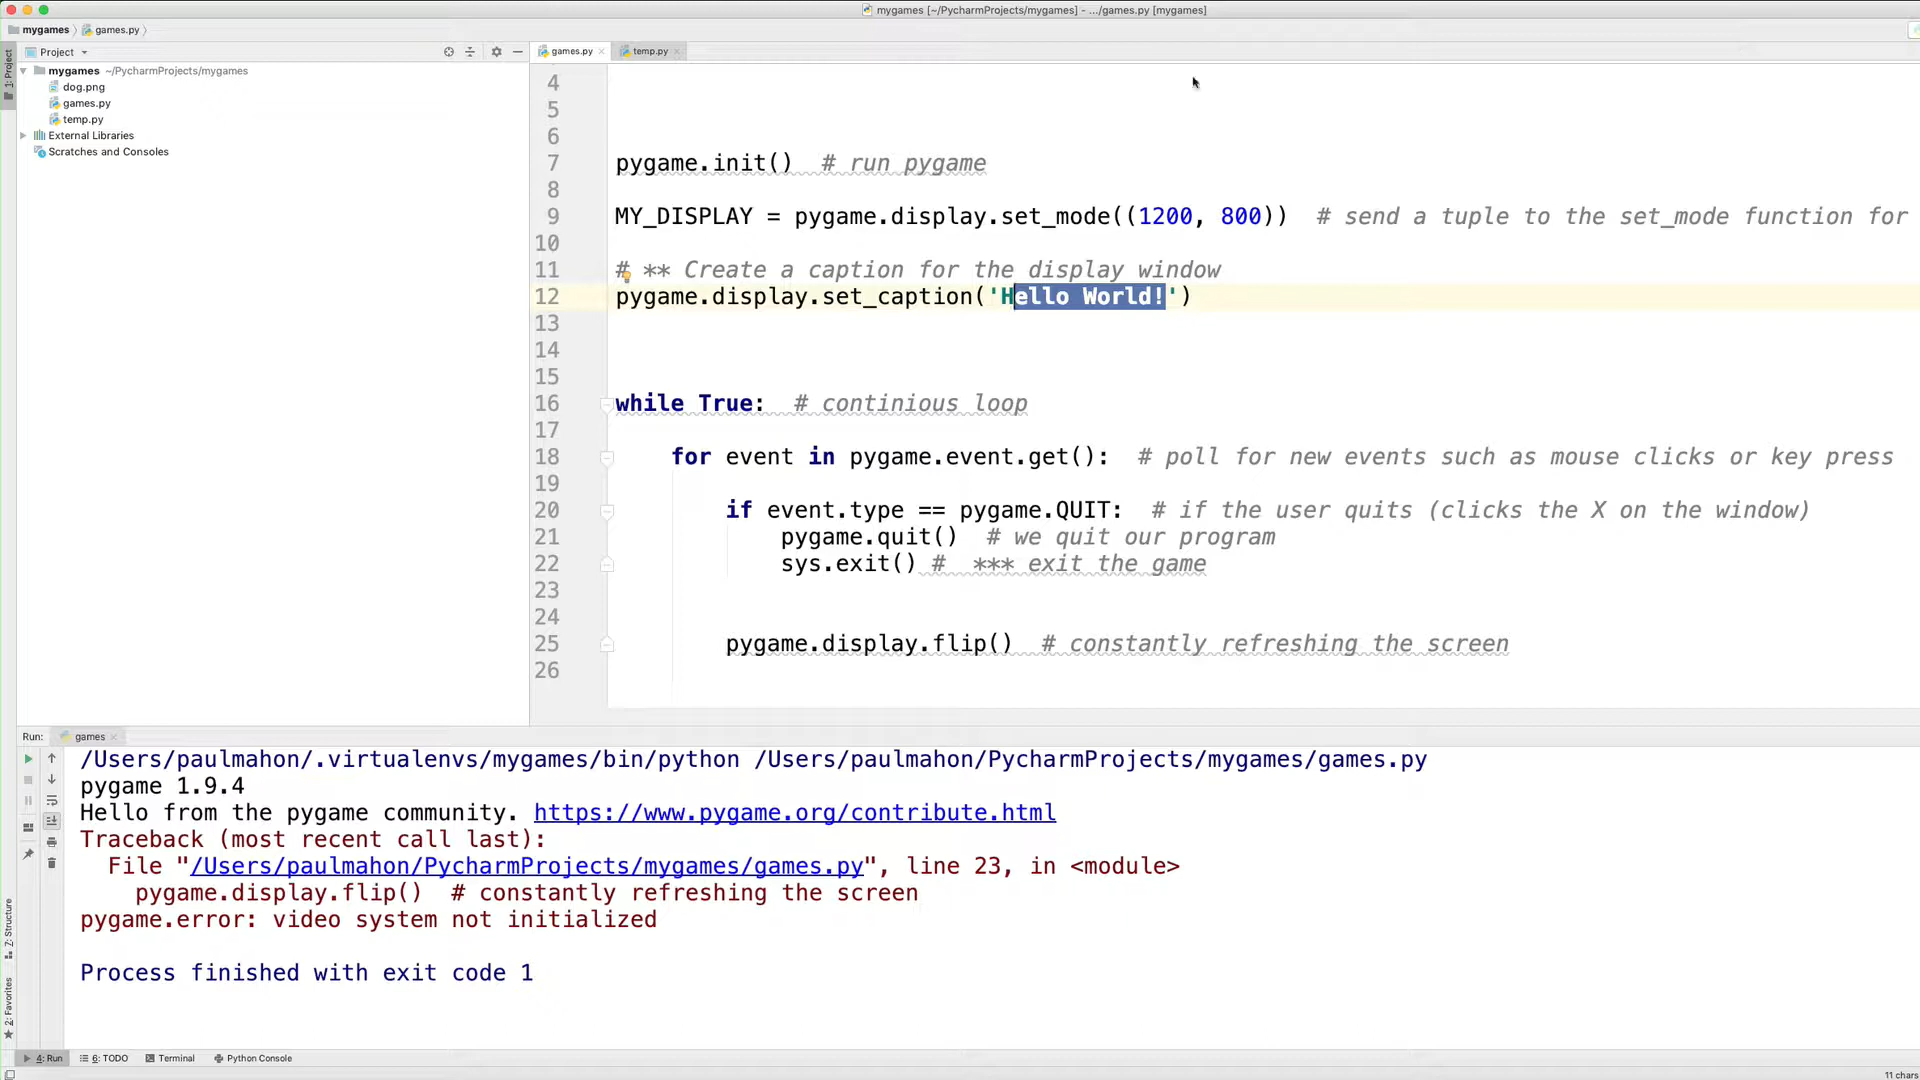 mygames [~/PycharmProjects/mygames] - .../games.py [mygames]
mygames games.py
1: Project
Project
games.py
temp.py
mygames ~/PycharmProjects/mygames
dog.png
games.py
temp.py
External Libraries
Scratches and Consoles
4
5
6
7 pygame.init()  # run pygame
8
9 MY_DISPLAY = pygame.display.set_mode((1200, 800))  # send a tuple to the set_mode function for
10
11 # ** Create a caption for the display window
12 pygame.display.set_caption('Hello World!')
13
14
15
16 while True:  # continious loop
17
18 for event in pygame.event.get():  # poll for new events such as mouse clicks or key press
19
20 if event.type == pygame.QUIT:  # if the user quits (clicks the X on the window)
21 pygame.quit()  # we quit our program
22 sys.exit() #  *** exit the game
23
24
25 pygame.display.flip()  # constantly refreshing the screen
26
Run: games
/Users/paulmahon/.virtualenvs/mygames/bin/python /Users/paulmahon/PycharmProjects/mygames/games.py
pygame 1.9.4
Hello from the pygame community. https://www.pygame.org/contribute.html
Traceback (most recent call last):
File "/Users/paulmahon/PycharmProjects/mygames/games.py", line 23, in <module>
pygame.display.flip()  # constantly refreshing the screen
pygame.error: video system not initialized
Process finished with exit code 1
7: Structure
2: Favorites
4: Run
6: TODO
Terminal
Python Console
11 chars